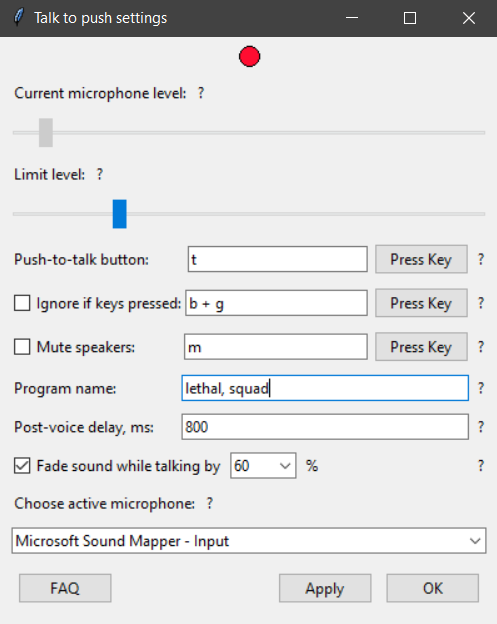 Talk to push settings
Current microphone level: ?
Limit level: ?
Push-to-talk button: t Press Key ?
Ignore if keys pressed: b + g Press Key ?
Mute speakers: m Press Key ?
Program name: lethal, squad ?
Post-voice delay, ms: 800 ?
Fade sound while talking by 60 % ?
Choose active microphone: ?
Microsoft Sound Mapper - Input
FAQ Apply OK